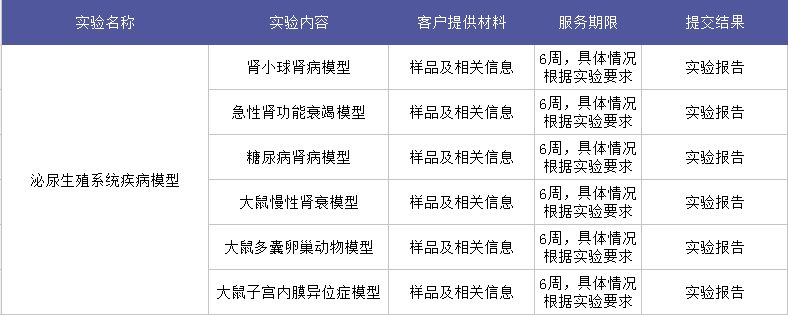 实验名称 实验内容 客户提供材料 服务期限 提交结果
泌尿生殖系统疾病模型
肾小球肾病模型 样品及相关信息 6周，具体情况
根据实验要求 实验报告
急性肾功能衰竭模型 样品及相关信息 6周，具体情况
根据实验要求 实验报告
糖尿病肾病模型 样品及相关信息 6周，具体情况
根据实验要求 实验报告
大鼠慢性肾衰模型 样品及相关信息 6周，具体情况
根据实验要求 实验报告
大鼠多囊卵巢动物模型 样品及相关信息 6周，具体情况
根据实验要求 实验报告
大鼠子宫内膜异位症模型 样品及相关信息 6周，具体情况
根据实验要求 实验报告